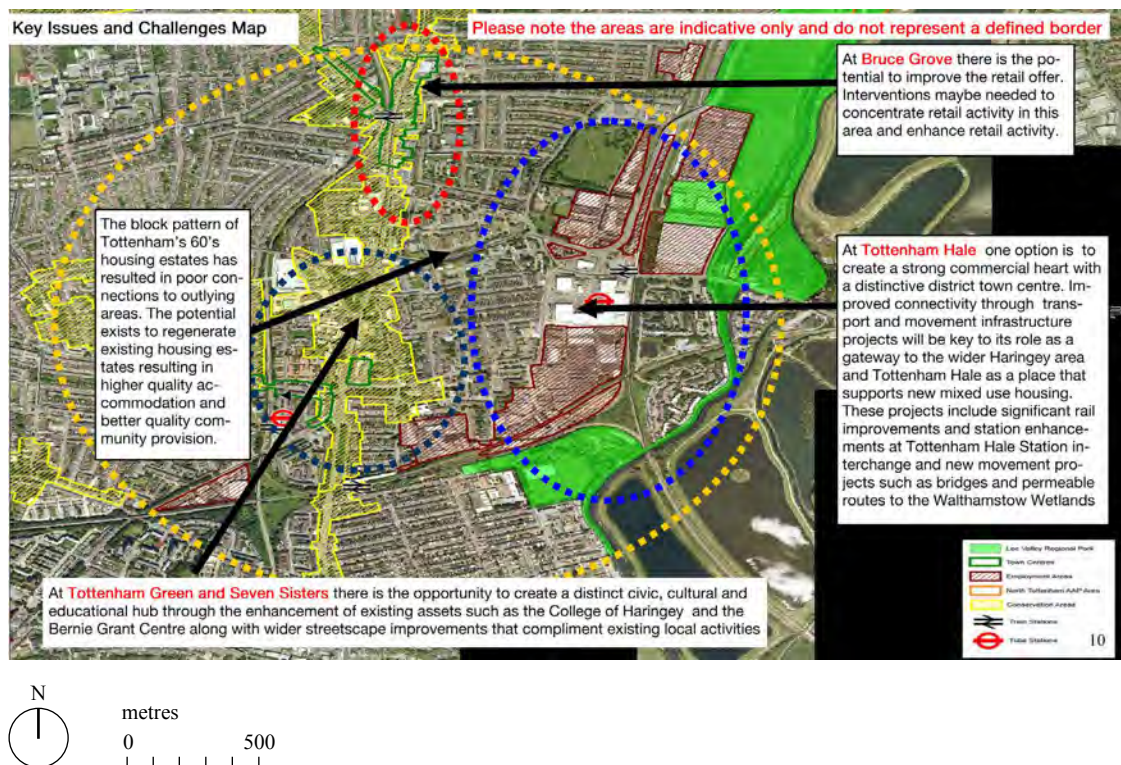 Key Issues and Challenges Map
Please note the areas are indicative only and do not represent a defined border
At Bruce Grove there is the po-
tential to improve the retail offer.
Interventions maybe needed to
concentrate retail activity in this
area and enhance retail activity.
The block pattern of
Tottenham's 60's
housing estates has
resulted in poor con-
nections to outlying
areas. The potential
exists to regenerate
existing housing es-
tates resulting in
higher quality ac-
commodation and
better quality com-
munity provision.
At Tottenham Hale one option is to
create a strong commercial heart with
a distinctive district town centre. Im-
proved connectivity through trans-
port and movement infrastructure
projects will be key to its role as a
gateway to the wider Haringey area
and Tottenham Hale as a place that
supports new mixed use housing.
These projects include significant rail
improvements and station enhance-
ments at Tottenham Hale Station in-
terchange and new movement pro-
jects such as bridges and permeable
routes to the Walthamstow Wetlands
At Tottenham Green and Seven Sisters there is the opportunity to create a distinct civic, cultural and
educational hub through the enhancement of existing assets such as the College of Haringey and the
Bernie Grant Centre along with wider streetscape improvements that compliment existing local activities
Lee Valley Regional Park
Town Centres
Employment Areas
North Tottenham AAP Area
Conservation Areas
Train Stations
Tube Stations
10
N
metres
0 500